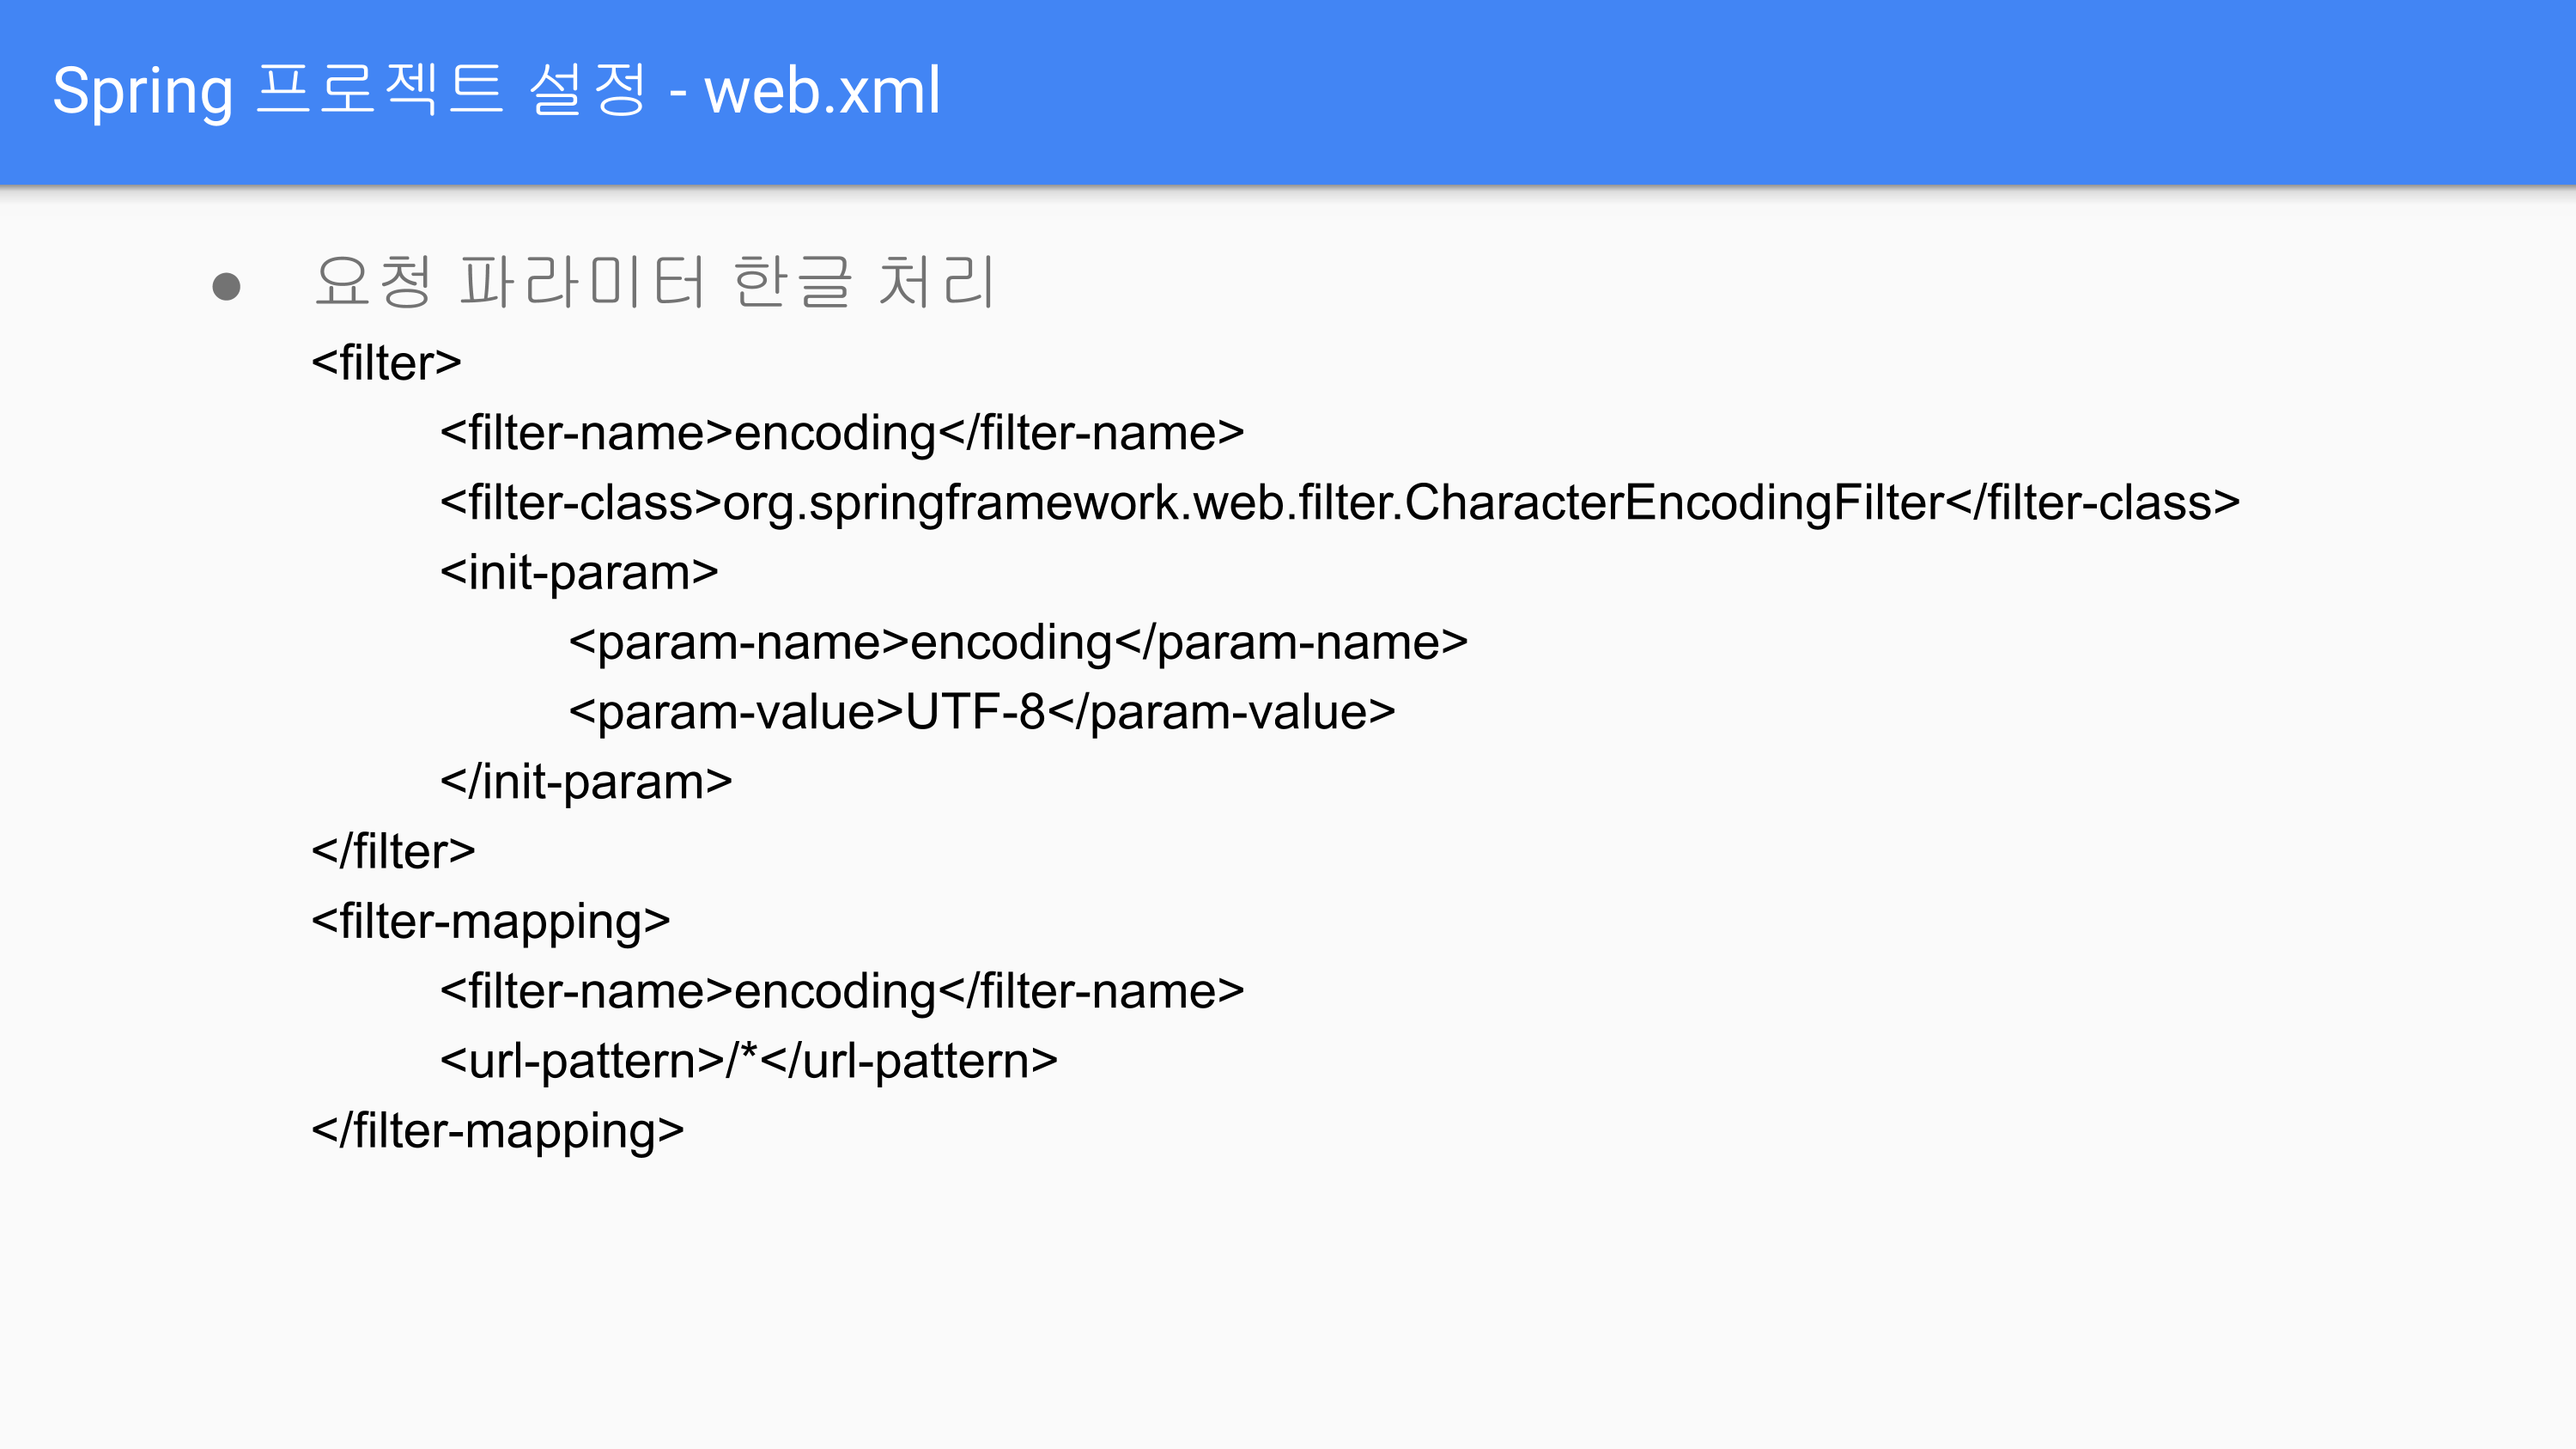 Spring 프로젝트 설정 - web.xml
● 요청 파라미터 한글 처리
<filter>
<filter-name>encoding</filter-name>
<filter-class>org.springframework.web.filter.CharacterEncodingFilter</filter-class>
<init-param>
<param-name>encoding</param-name>
<param-value>UTF-8</param-value>
</init-param>
</filter>
<filter-mapping>
<filter-name>encoding</filter-name>
<url-pattern>/*</url-pattern>
</filter-mapping>